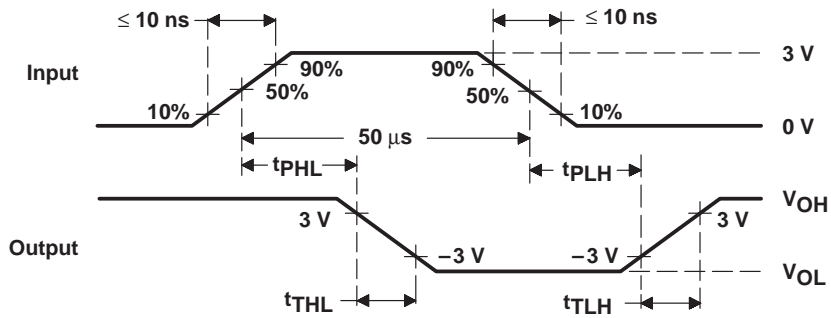 ≤ 10 ns ≤ 10 ns
3 V
Input 90% 90%
50% 50%
10% 10%
0 V
50 μs
tPHL tPLH
VOH
3 V 3 V
Output
−3 V −3 V
VOL
tTHL tTLH